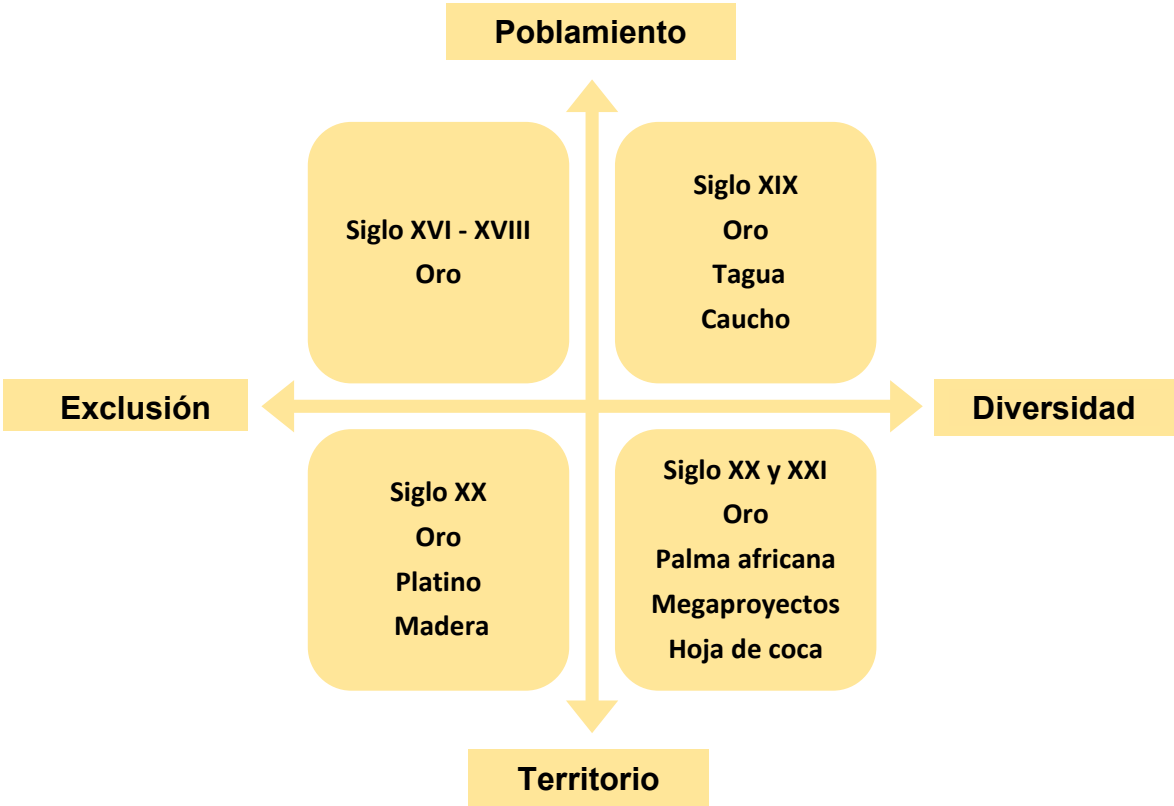 Poblamiento
Siglo XVI - XVIII
Oro
Siglo XIX
Oro
Tagua
Caucho
Exclusión
Diversidad
Siglo XX
Oro
Platino
Madera
Siglo XX y XXI
Oro
Palma africana
Megaproyectos
Hoja de coca
Territorio